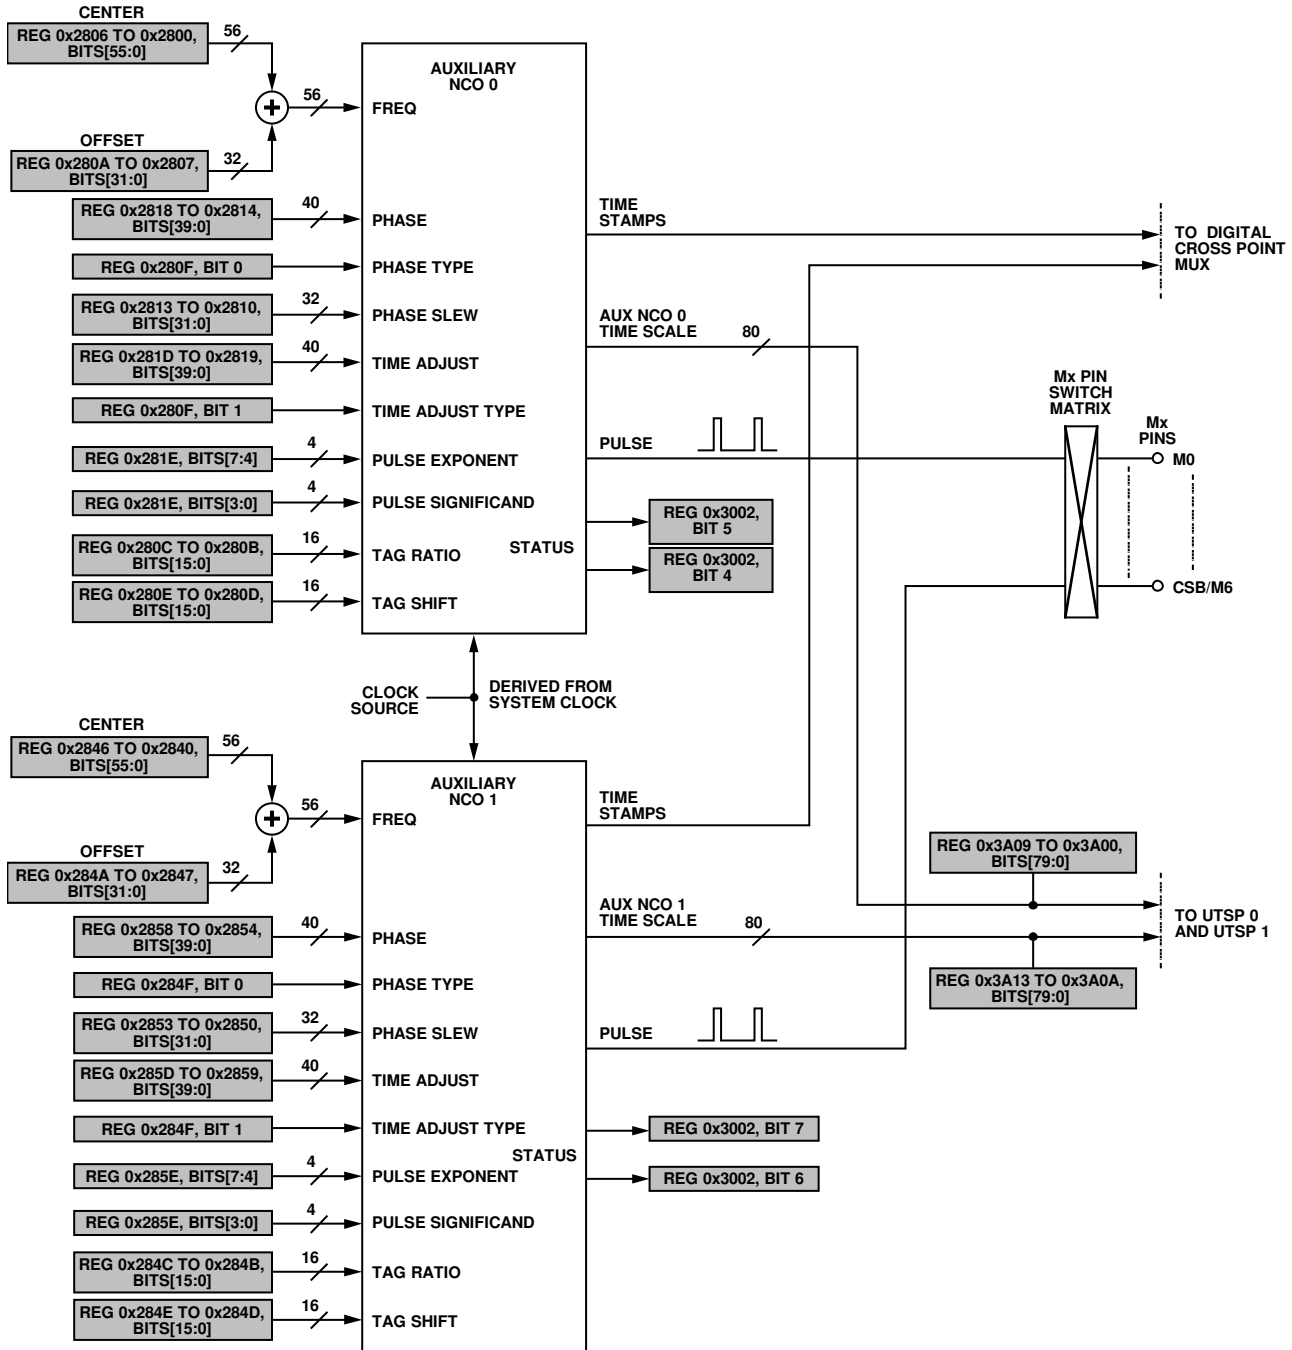 CENTER
REG 0x2806 TO 0x2800,
BITS[55:0]
56
56
OFFSET
REG 0x280A TO 0x2807,
BITS[31:0]
32
AUXILIARY
NCO 0
FREQ
REG 0x2818 TO 0x2814,
BITS[39:0]
40
PHASE
REG 0x280F, BIT 0
PHASE TYPE
REG 0x2813 TO 0x2810,
BITS[31:0]
32
PHASE SLEW
REG 0x281D TO 0x2819,
BITS[39:0]
40
TIME ADJUST
REG 0x280F, BIT 1
TIME ADJUST TYPE
REG 0x281E, BITS[7:4]
4
PULSE EXPONENT
REG 0x281E, BITS[3:0]
4
PULSE SIGNIFICAND
REG 0x280C TO 0x280B,
BITS[15:0]
16
TAG RATIO
REG 0x280E TO 0x280D,
BITS[15:0]
16
TAG SHIFT
TIME
STAMPS
TO DIGITAL
CROSS POINT
MUX
AUX NCO 0
TIME SCALE
80
PULSE
Mx PIN
SWITCH
MATRIX
Mx
PINS
M0
CSB/M6
STATUS
REG 0x3002,
BIT 5
REG 0x3002,
BIT 4
CLOCK
SOURCE
DERIVED FROM
SYSTEM CLOCK
CENTER
REG 0x2846 TO 0x2840,
BITS[55:0]
56
56
OFFSET
REG 0x284A TO 0x2847,
BITS[31:0]
32
AUXILIARY
NCO 1
FREQ
REG 0x2858 TO 0x2854,
BITS[39:0]
40
PHASE
REG 0x284F, BIT 0
PHASE TYPE
REG 0x2853 TO 0x2850,
BITS[31:0]
32
PHASE SLEW
REG 0x285D TO 0x2859,
BITS[39:0]
40
TIME ADJUST
REG 0x284F, BIT 1
TIME ADJUST TYPE
REG 0x285E, BITS[7:4]
4
PULSE EXPONENT
REG 0x285E, BITS[3:0]
4
PULSE SIGNIFICAND
REG 0x284C TO 0x284B,
BITS[15:0]
16
TAG RATIO
REG 0x284E TO 0x284D,
BITS[15:0]
16
TAG SHIFT
TIME
STAMPS
REG 0x3A09 TO 0x3A00,
BITS[79:0]
AUX NCO 1
TIME SCALE
80
TO UTSP 0
AND UTSP 1
REG 0x3A13 TO 0x3A0A,
BITS[79:0]
PULSE
STATUS
REG 0x3002, BIT 7
REG 0x3002, BIT 6